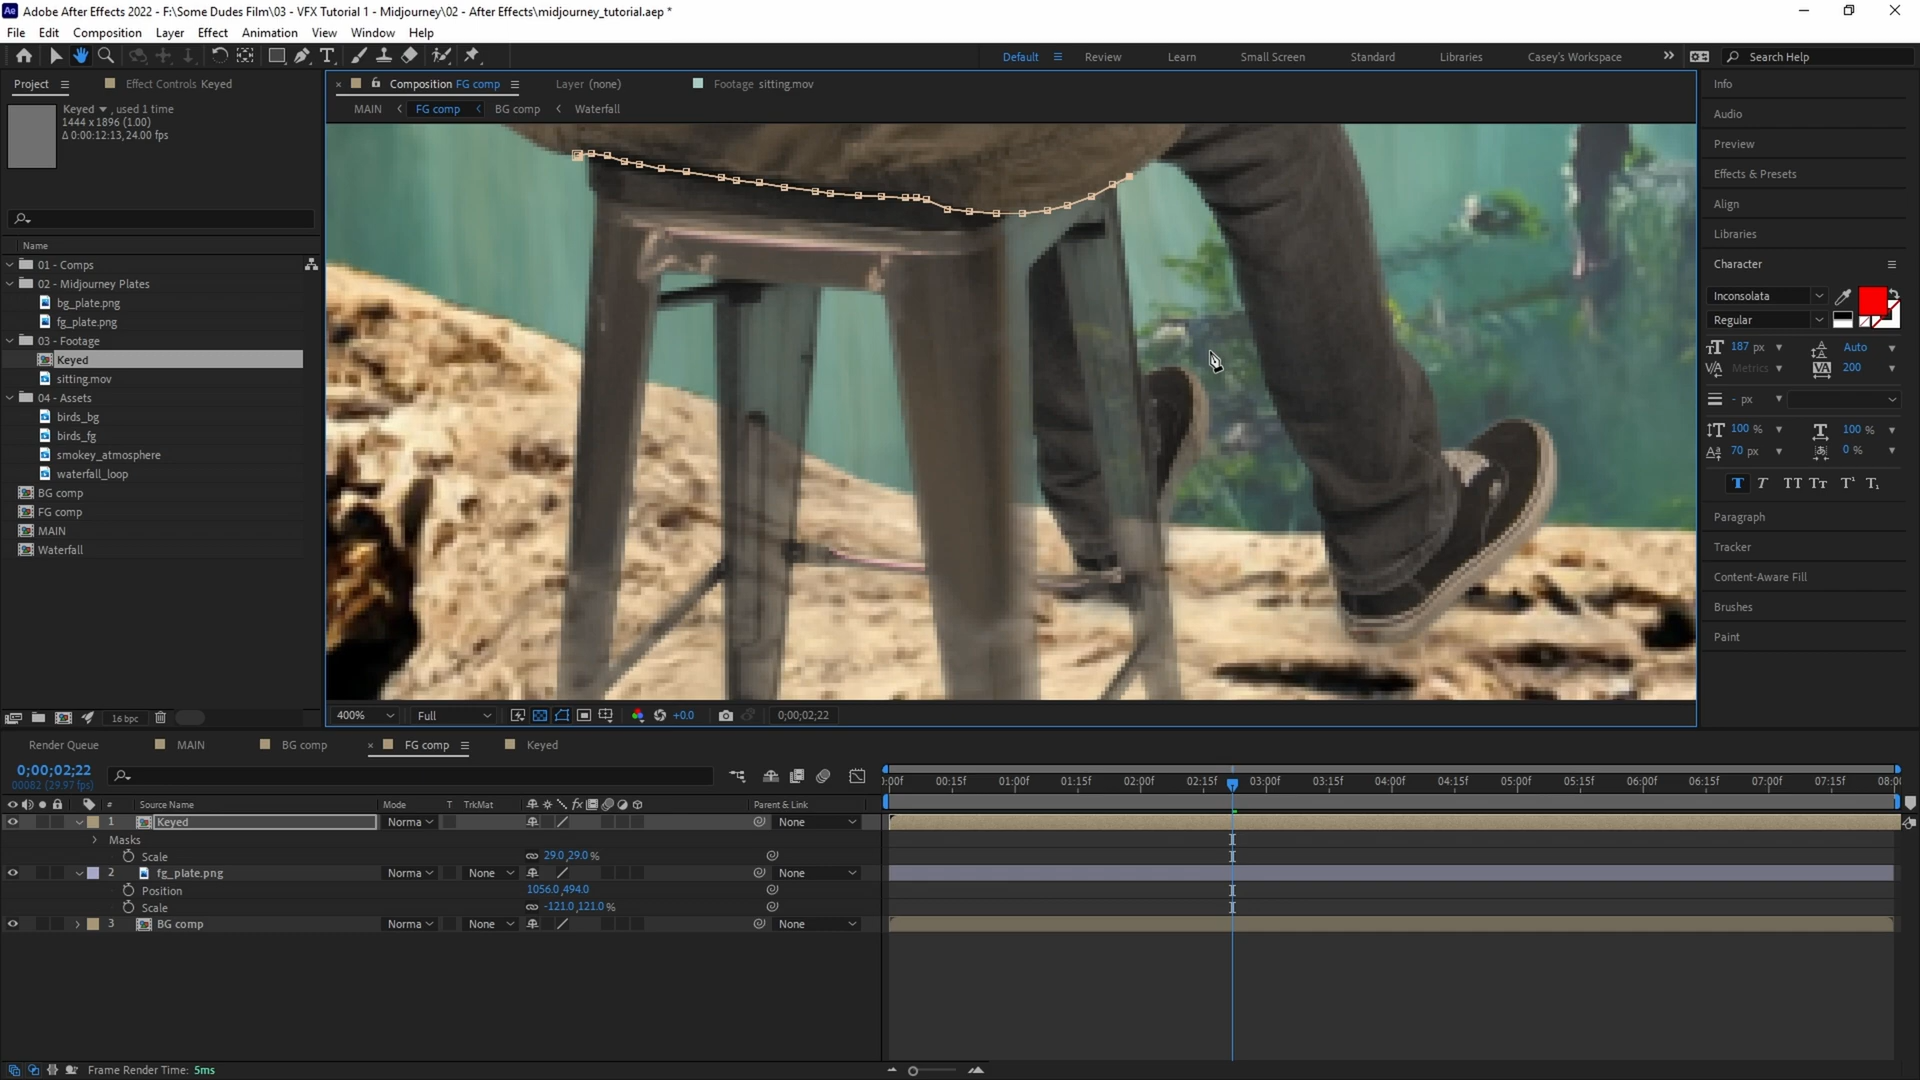 Ae Adobe After Effects 2022 - F:\Some Dudes Film\03 - VFX Tutorial 1 - Midjourney\02 - After Effects\midjourney_tutorial.aep *
File Edit Composition Layer Effect Animation View Window Help
Default Review Learn Small Screen Standard Libraries Casey's Workspace Search Help
Project Effect Controls Keyed
Composition FG comp Layer (none) Footage sitting.mov
MAIN FG comp BG comp Waterfall
Keyed , used 1 time
1444 x 1896 (1.00)
Δ 0:00:12:13, 24.00 fps
Name
01 - Comps
02 - Midjourney Plates
bg_plate.png
fg_plate.png
03 - Footage
Keyed
sitting.mov
04 - Assets
birds_bg
birds_fg
smokey_atmosphere
waterfall_loop
BG comp
FG comp
MAIN
Waterfall
16 bpc
400% Full +0.0 0;00;02;22
Info
Audio
Preview
Effects & Presets
Align
Libraries
Character
Inconsolata
Regular
187 px Auto
Metrics 200
- px
100 % 100 %
70 px 0 %
T T TT Tt T¹ T₁
Paragraph
Tracker
Content-Aware Fill
Brushes
Paint
Render Queue MAIN BG comp FG comp Keyed
0;00;02;22
00082 (29.97 fps)
:00f 00:15f 01:00f 01:15f 02:00f 02:15f 03:00f 03:15f 04:00f 04:15f 05:00f 05:15f 06:00f 06:15f 07:00f 07:15f 08:00
# Source Name Mode T TrkMat fx Parent & Link
1 Keyed Norma None
Masks
Scale 29.0,29.0 %
2 fg_plate.png Norma None None
Position 1056.0,494.0
Scale -121.0,121.0 %
3 BG comp Norma None None
Frame Render Time: 5ms